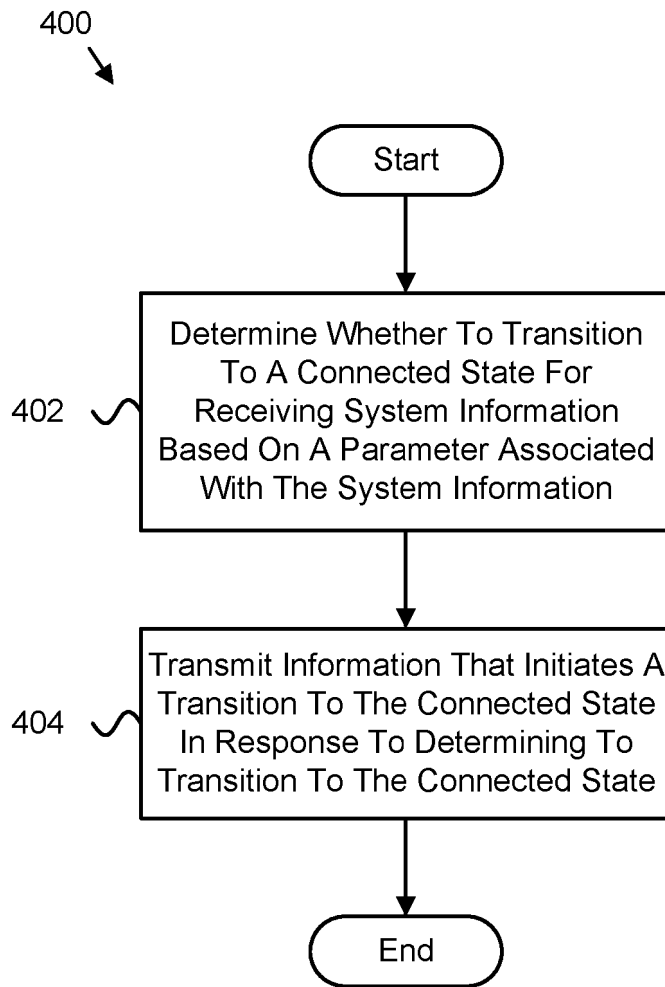 400
Start
402
Determine Whether To Transition
To A Connected State For
Receiving System Information
Based On A Parameter Associated
With The System Information
404
Transmit Information That Initiates A
Transition To The Connected State
In Response To Determining To
Transition To The Connected State
End